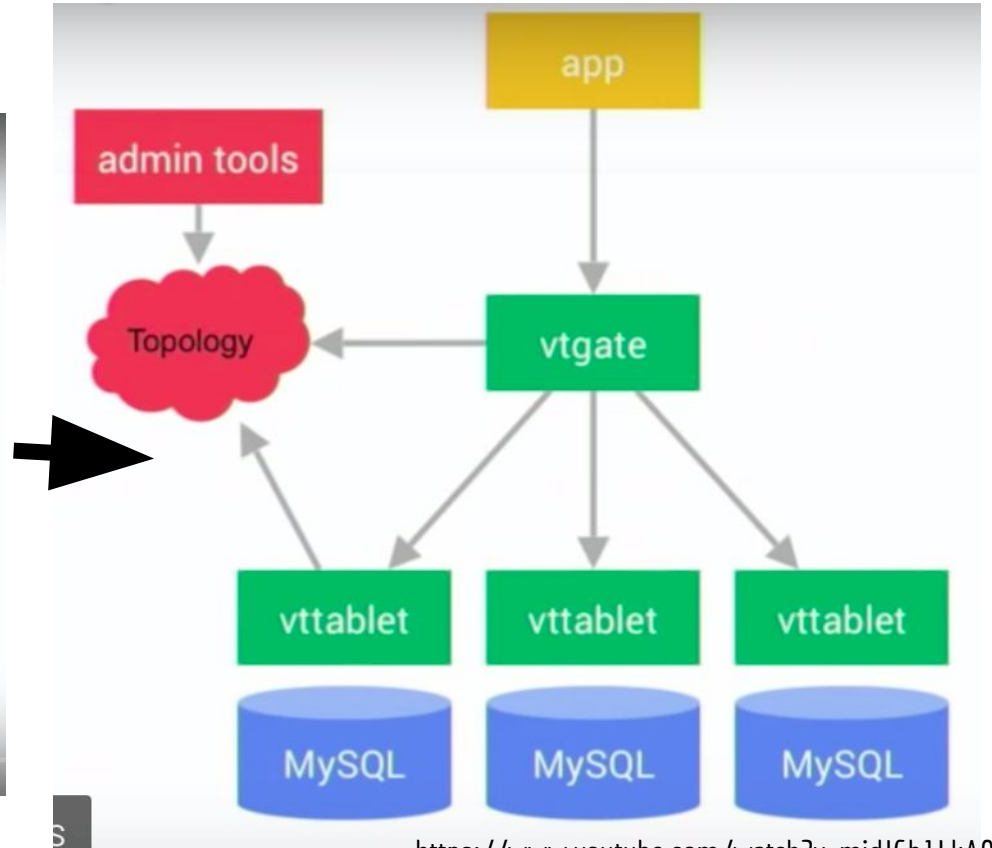 app
admin tools
Topology
vtgate
vttablet
vttablet
vttablet
MySQL
MySQL
MySQL
s